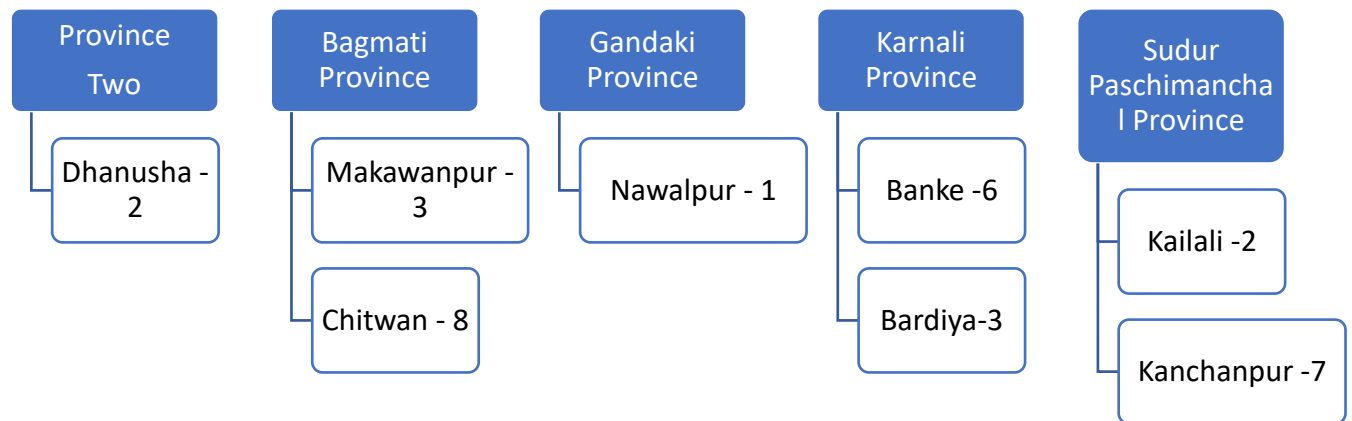 Province
Two
Dhanusha -
2
Bagmati
Province
Makawanpur -
3
Chitwan - 8
Gandaki
Province
Nawalpur - 1
Karnali
Province
Banke -6
Bardiya-3
Sudur
Paschimancha
l Province
Kailali -2
Kanchanpur -7